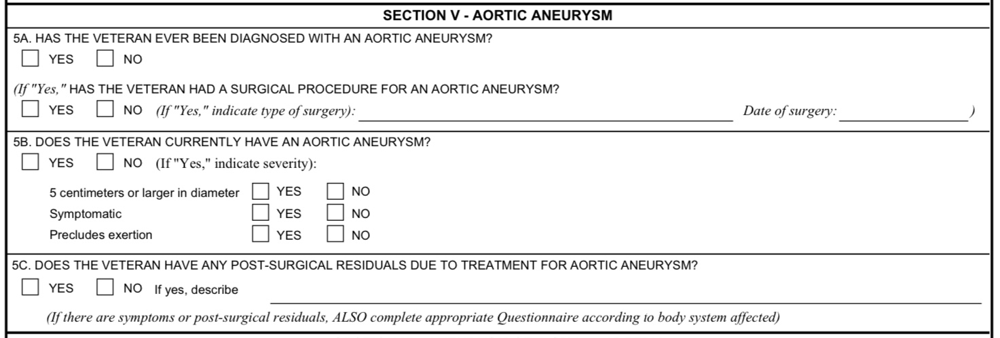 SECTION V - AORTIC ANEURYSM
5A. HAS THE VETERAN EVER BEEN DIAGNOSED WITH AN AORTIC ANEURYSM?
YES NO
(If "Yes," HAS THE VETERAN HAD A SURGICAL PROCEDURE FOR AN AORTIC ANEURYSM?
YES NO (If "Yes," indicate type of surgery): Date of surgery: )
5B. DOES THE VETERAN CURRENTLY HAVE AN AORTIC ANEURYSM?
YES NO (If "Yes," indicate severity):
5 centimeters or larger in diameter YES NO
Symptomatic YES NO
Precludes exertion YES NO
5C. DOES THE VETERAN HAVE ANY POST-SURGICAL RESIDUALS DUE TO TREATMENT FOR AORTIC ANEURYSM?
YES NO If yes, describe
(If there are symptoms or post-surgical residuals, ALSO complete appropriate Questionnaire according to body system affected)